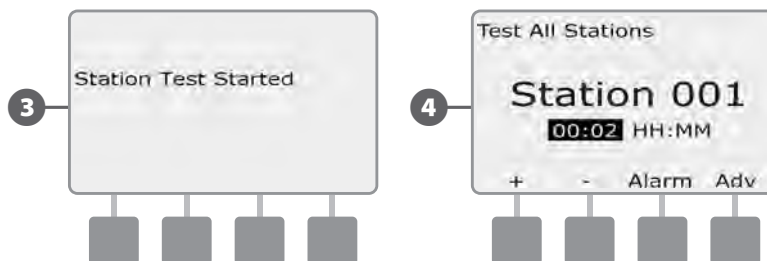 3
Station Test Started
4
Test All Stations
Station 001
00:02 HH:MM
+ - Alarm Adv